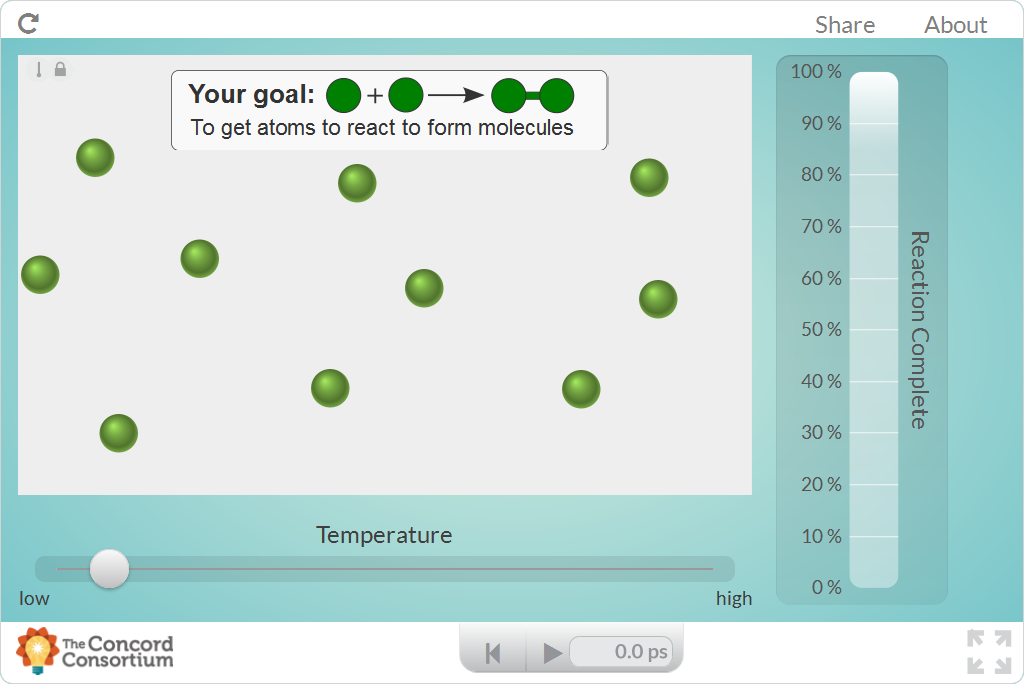 Share
About
Your goal: + →
To get atoms to react to form molecules
100 %
90 %
80 %
70 %
60 %
50 %
40 %
30 %
20 %
10 %
0 %
Reaction Complete
Temperature
low
high
The Concord
Consortium
0.0 ps